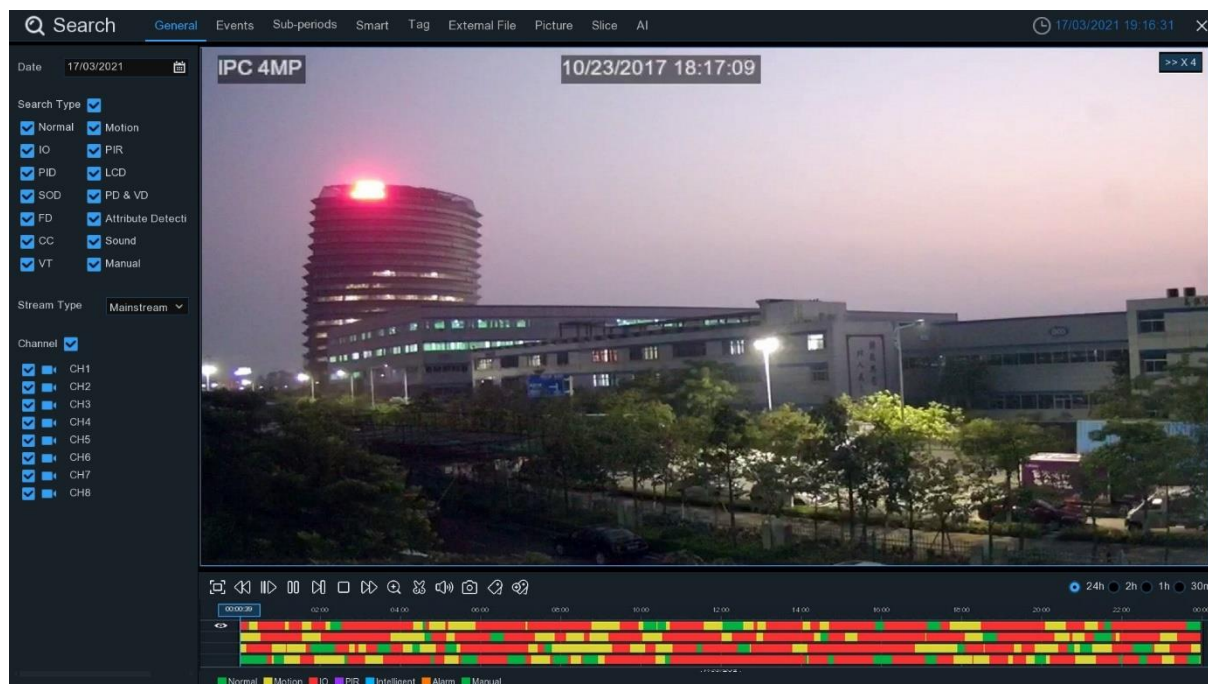 Search General Events Sub-periods Smart Tag External File Picture Slice AI 17/03/2021 19:16:31
Date 17/03/2021
IPC 4MP 10/23/2017 18:17:09 >> X 4
Search Type
Normal Motion
IO PIR
PID LCD
SOD PD & VD
FD Attribute Detecti
CC Sound
VT Manual
Stream Type Mainstream
Channel
CH1
CH2
CH3
CH4
CH5
CH6
CH7
CH8
24h 2h 1h 30m
00:00:39 02:00 04:00 06:00 08:00 10:00 12:00 14:00 16:00 18:00 20:00 22:00 00:00
Normal Motion IO PIR Intelligent Alarm Manual